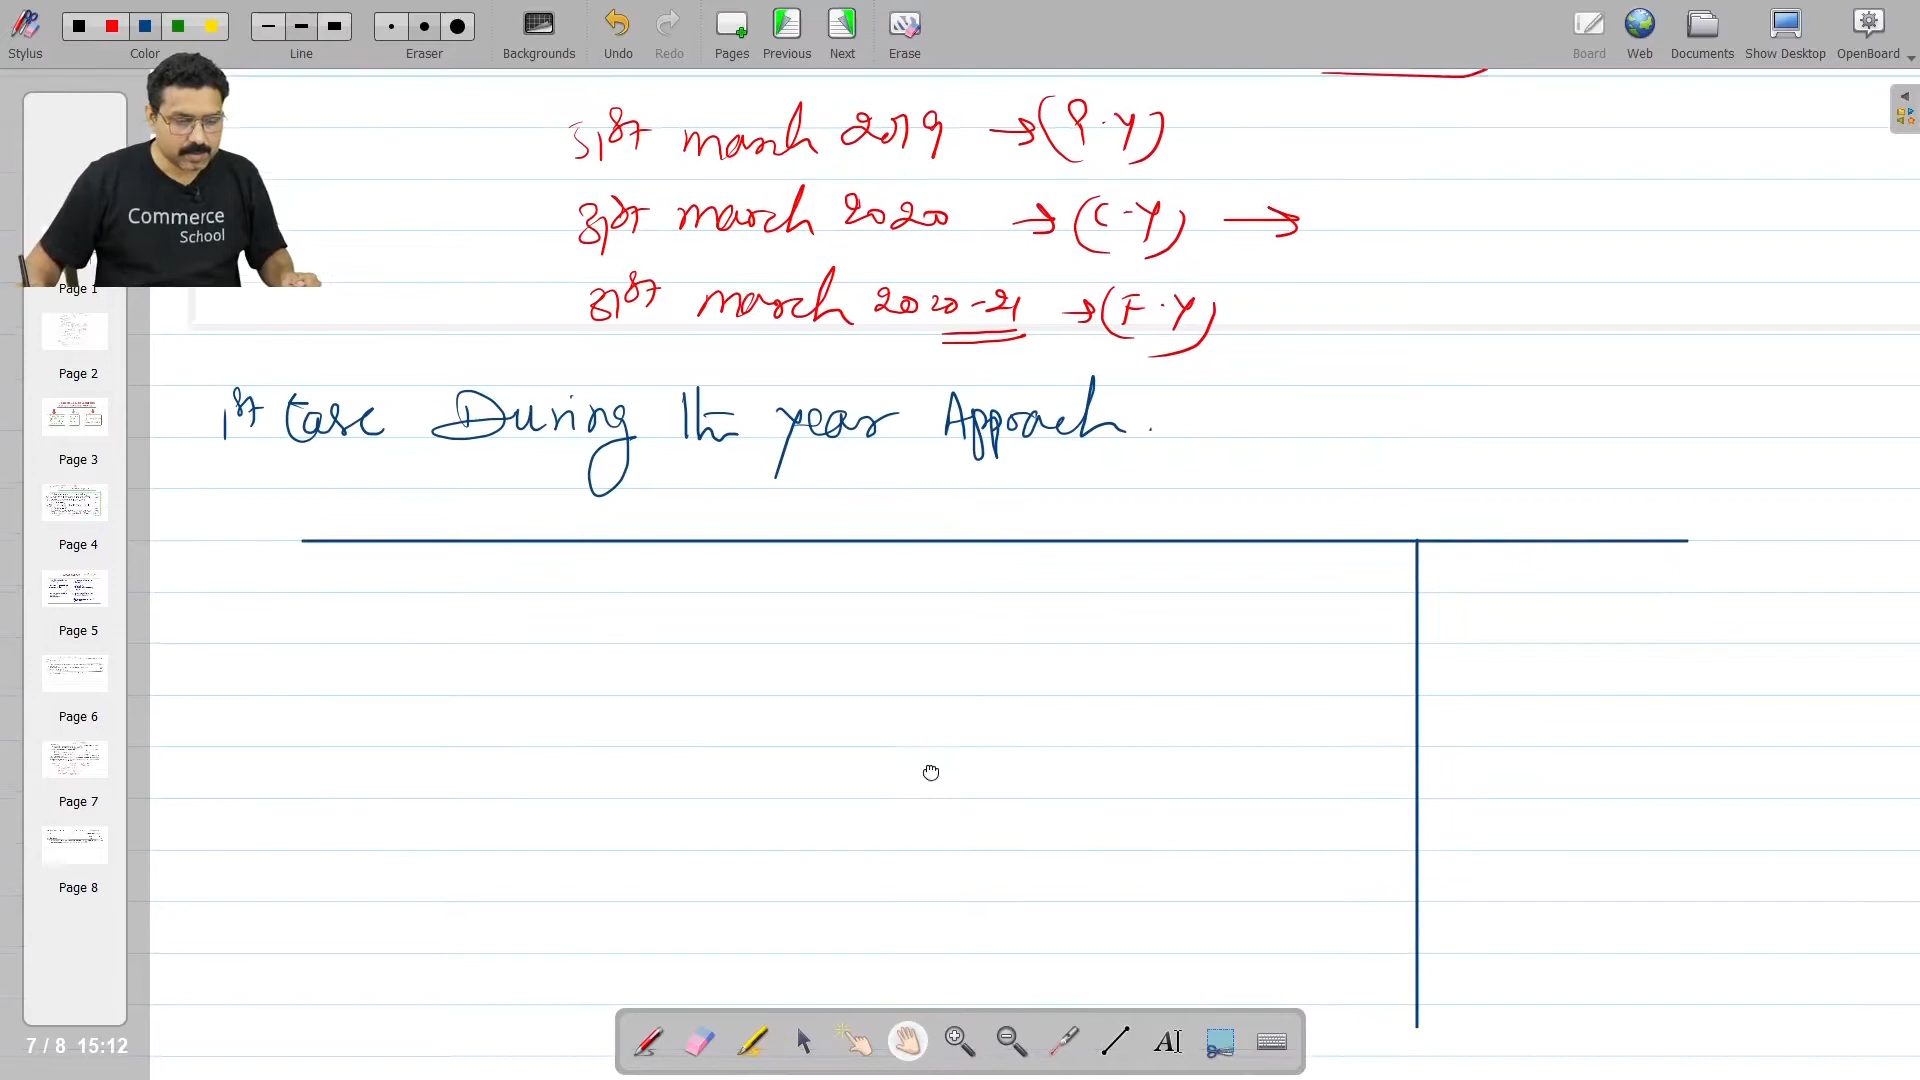 Stylus
Color
Line
Eraser
Backgrounds
Undo
Redo
Pages
Previous
Next
Erase
Board
Web
Documents
Show Desktop
OpenBoard
Commerce
School
31st march 2019 →(P.Y)
31st march 2020 →(C-Y) →
31st march 2020-21 →(F.Y)
1st Case During the year Approach.
Page 1
Page 2
Page 3
Page 4
Page 5
Page 6
Page 7
Page 8
7 / 8 15:12